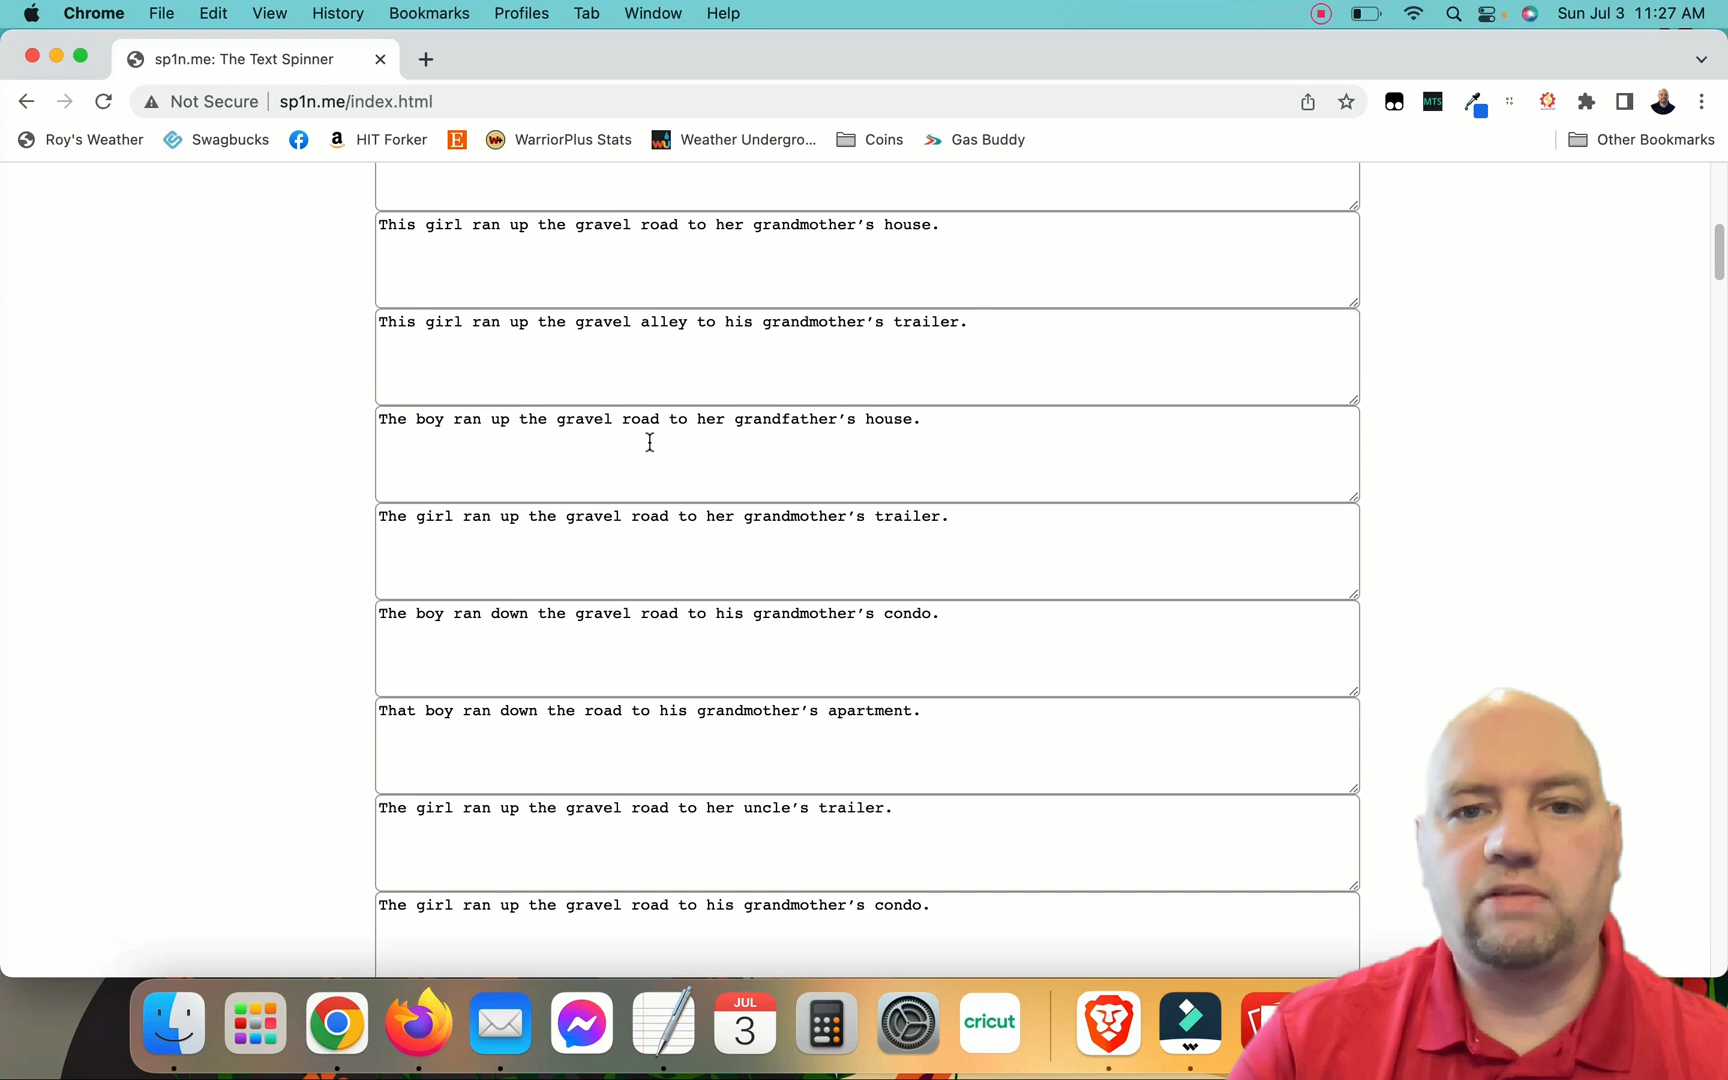 Chrome File Edit View History Bookmarks Profiles Tab Window Help Sun Jul 3 11:27 AM
sp1n.me: The Text Spinner
Not Secure sp1n.me/index.html MTS
Roy's Weather Swagbucks HIT Forker E WarriorPlus Stats Weather Undergro... Coins Gas Buddy Other Bookmarks
This girl ran up the gravel road to her grandmother’s house.
This girl ran up the gravel alley to his grandmother’s trailer.
The boy ran up the gravel road to her grandfather’s house.
The girl ran up the gravel road to her grandmother’s trailer.
The boy ran down the gravel road to his grandmother’s condo.
That boy ran down the road to his grandmother’s apartment.
The girl ran up the gravel road to her uncle’s trailer.
The girl ran up the gravel road to his grandmother’s condo.
JUL
3
cricut